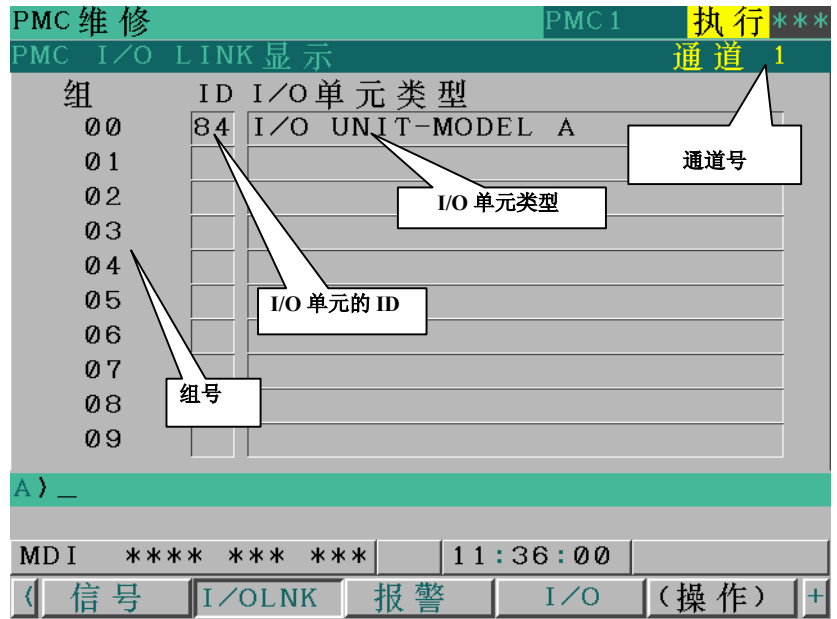 PMC维修 PMC1 执行***
PMC I/O LINK显示 通道 1
组 ID I/O单元类型
00 84 I/O UNIT-MODEL A
01
通道号
02
I/O 单元类型
03
04
05
I/O 单元的 ID
06
07
组号
08
09
A>_
MDI **** *** *** 11:36:00
( 信号 I/OLNK 报警 I/O (操作) +